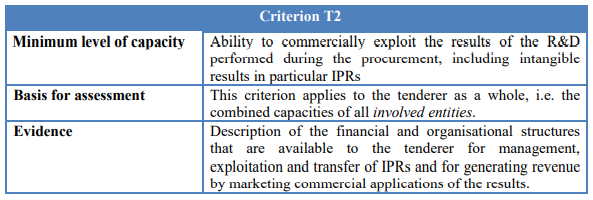 Criterion T2
Minimum level of capacity
Ability to commercially exploit the results of the R&D
performed during the procurement, including intangible
results in particular IPRs
Basis for assessment
This criterion applies to the tenderer as a whole, i.e. the
combined capacities of all involved entities.
Evidence
Description of the financial and organisational structures
that are available to the tenderer for management,
exploitation and transfer of IPRs and for generating revenue
by marketing commercial applications of the results.